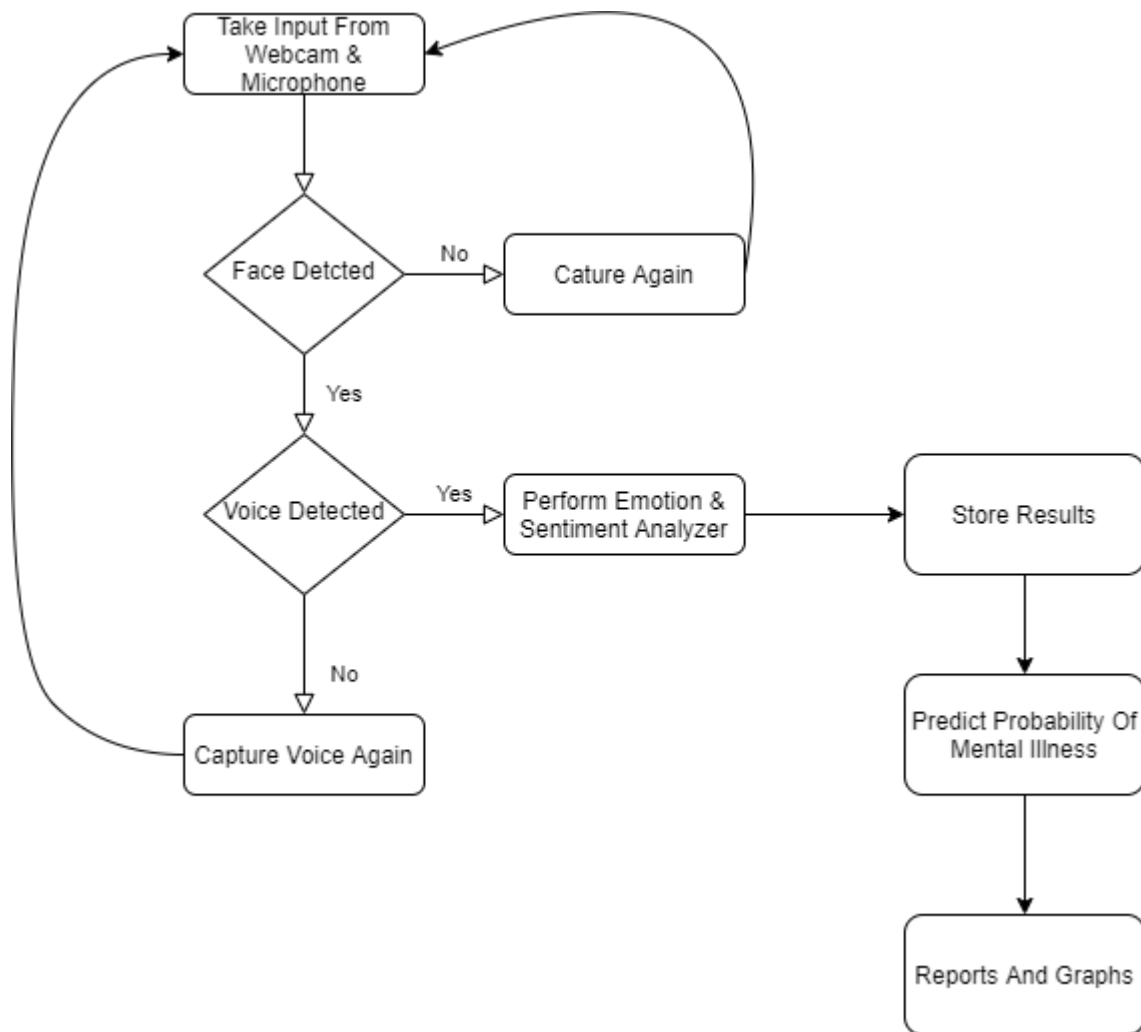 Take Input From
Webcam &
Microphone
Face Detcted
No
Cature Again
Yes
Voice Detected
Yes
Perform Emotion &
Sentiment Analyzer
Store Results
No
Capture Voice Again
Predict Probability Of
Mental Illness
Reports And Graphs